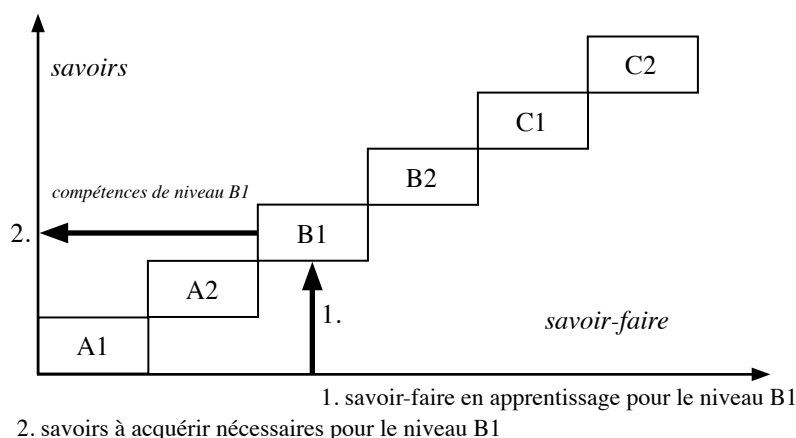 savoirs
C2
C1
B2
compétences de niveau B1
2.
B1
A2
1.
savoir-faire
A1
1. savoir-faire en apprentissage pour le niveau B1
2. savoirs à acquérir nécessaires pour le niveau B1